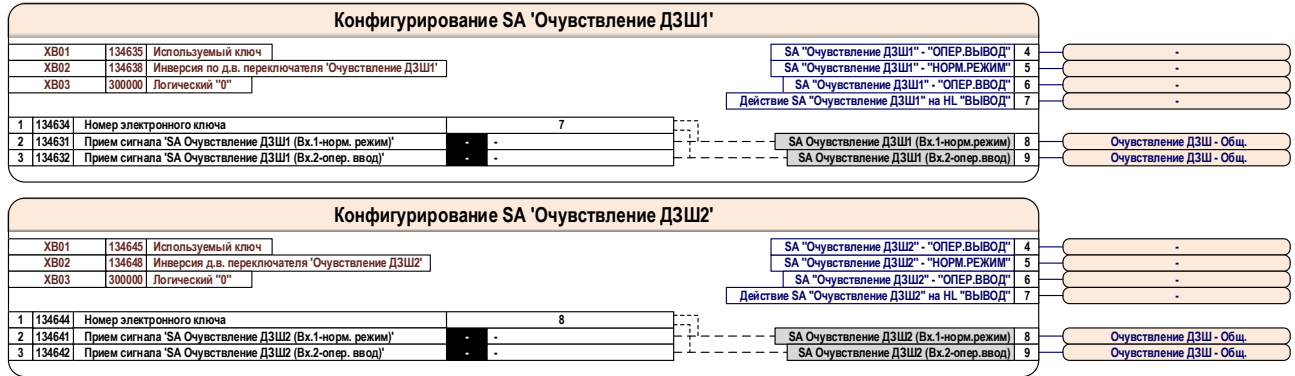 Конфигурирование SA 'Очувствление ДЗШ1'
XB01 134635 Используемый ключ SA "Очувствление ДЗШ1" - "ОПЕР.ВЫВОД" 4 -
XB02 134638 Инверсия по д.в. переключателя 'Очувствление ДЗШ1' SA "Очувствление ДЗШ1" - "НОРМ.РЕЖИМ" 5 -
XB03 300000 Логический "0" SA "Очувствление ДЗШ1" - "ОПЕР.ВВОД" 6 -
Действие SA "Очувствление ДЗШ1" на HL "ВЫВОД" 7 -
1 134634 Номер электронного ключа 7
2 134631 Прием сигнала 'SA Очувствление ДЗШ1 (Вх.1-норм. режим)' - - SA Очувствление ДЗШ1 (Вх.1-норм.режим) 8 Очувствление ДЗШ - Общ.
3 134632 Прием сигнала 'SA Очувствление ДЗШ1 (Вх.2-опер. ввод)' - - SA Очувствление ДЗШ1 (Вх.2-опер.ввод) 9 Очувствление ДЗШ - Общ.
Конфигурирование SA 'Очувствление ДЗШ2'
XB01 134645 Используемый ключ SA "Очувствление ДЗШ2" - "ОПЕР.ВЫВОД" 4 -
XB02 134648 Инверсия д.в. переключателя 'Очувствление ДЗШ2' SA "Очувствление ДЗШ2" - "НОРМ.РЕЖИМ" 5 -
XB03 300000 Логический "0" SA "Очувствление ДЗШ2" - "ОПЕР.ВВОД" 6 -
Действие SA "Очувствление ДЗШ2" на HL "ВЫВОД" 7 -
1 134644 Номер электронного ключа 8
2 134641 Прием сигнала 'SA Очувствление ДЗШ2 (Вх.1-норм. режим)' - - SA Очувствление ДЗШ2 (Вх.1-норм.режим) 8 Очувствление ДЗШ - Общ.
3 134642 Прием сигнала 'SA Очувствление ДЗШ2 (Вх.2-опер. ввод)' - - SA Очувствление ДЗШ2 (Вх.2-опер.ввод) 9 Очувствление ДЗШ - Общ.